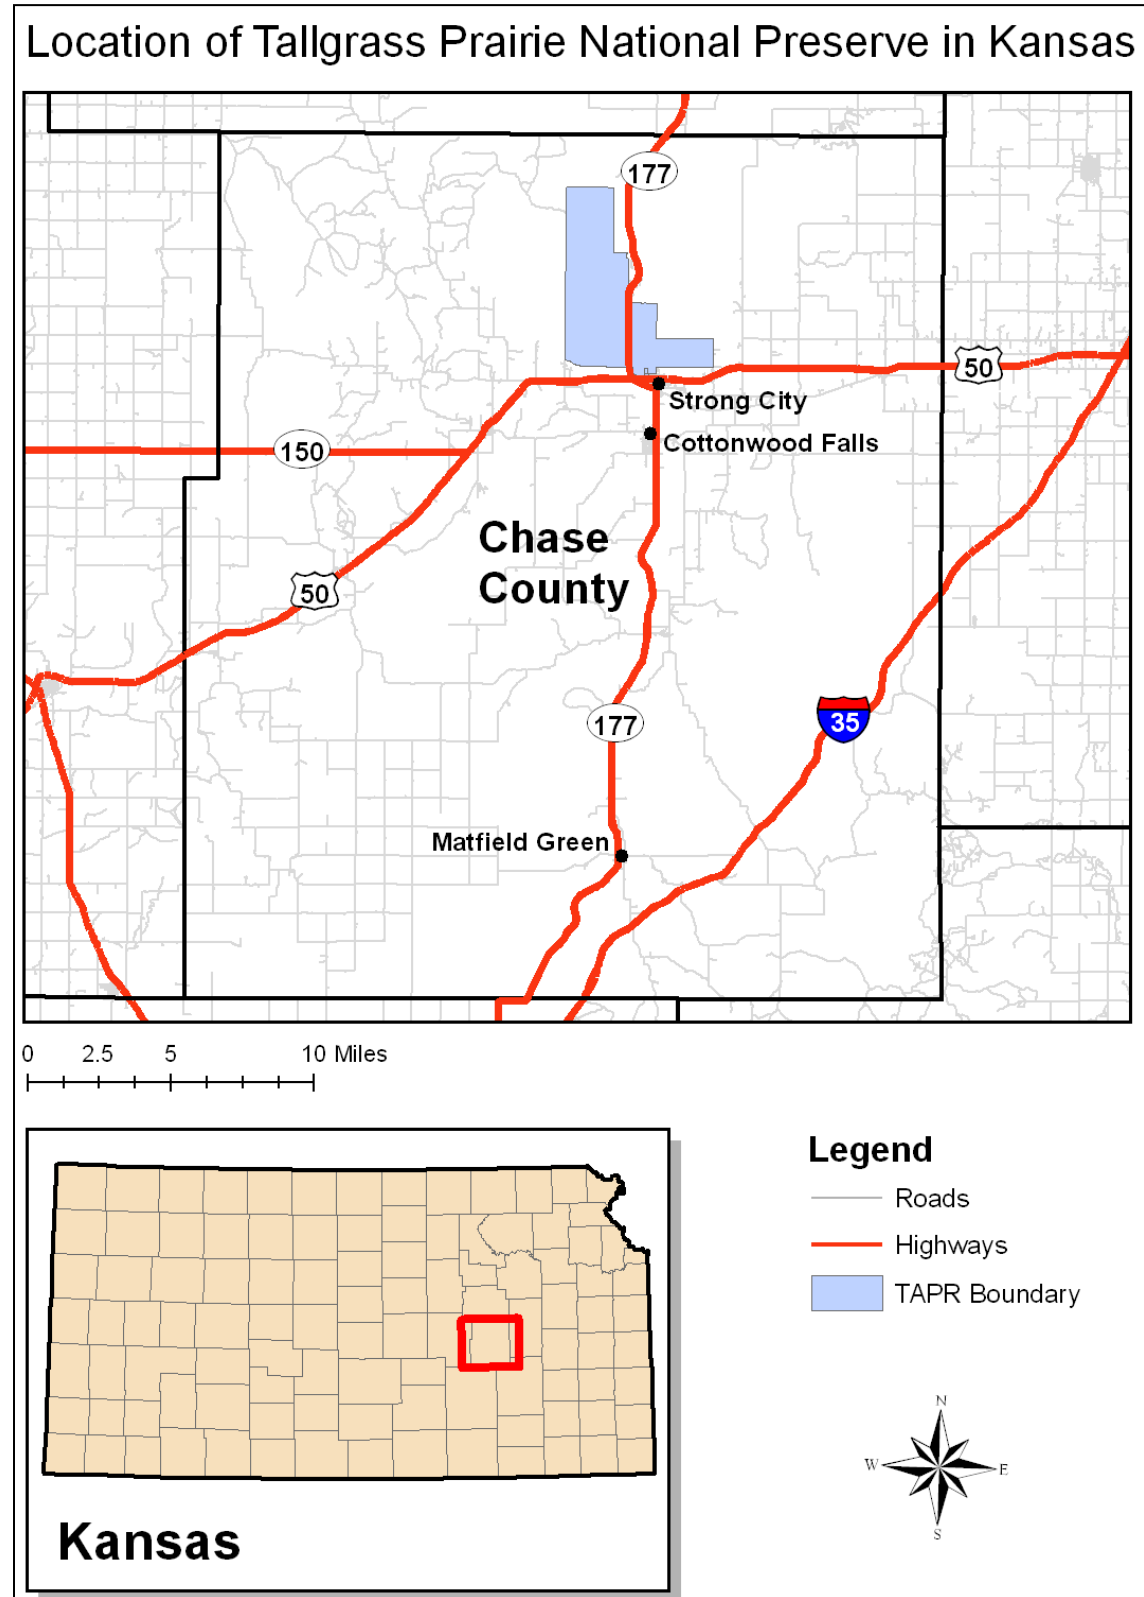 Location of Tallgrass Prairie National Preserve in Kansas
177
50
Strong City
Cottonwood Falls
150
Chase
County
50
177
35
Matfield Green
0 2.5 5 10 Miles
Legend
Roads
Highways
TAPR Boundary
N
W E
S
Kansas